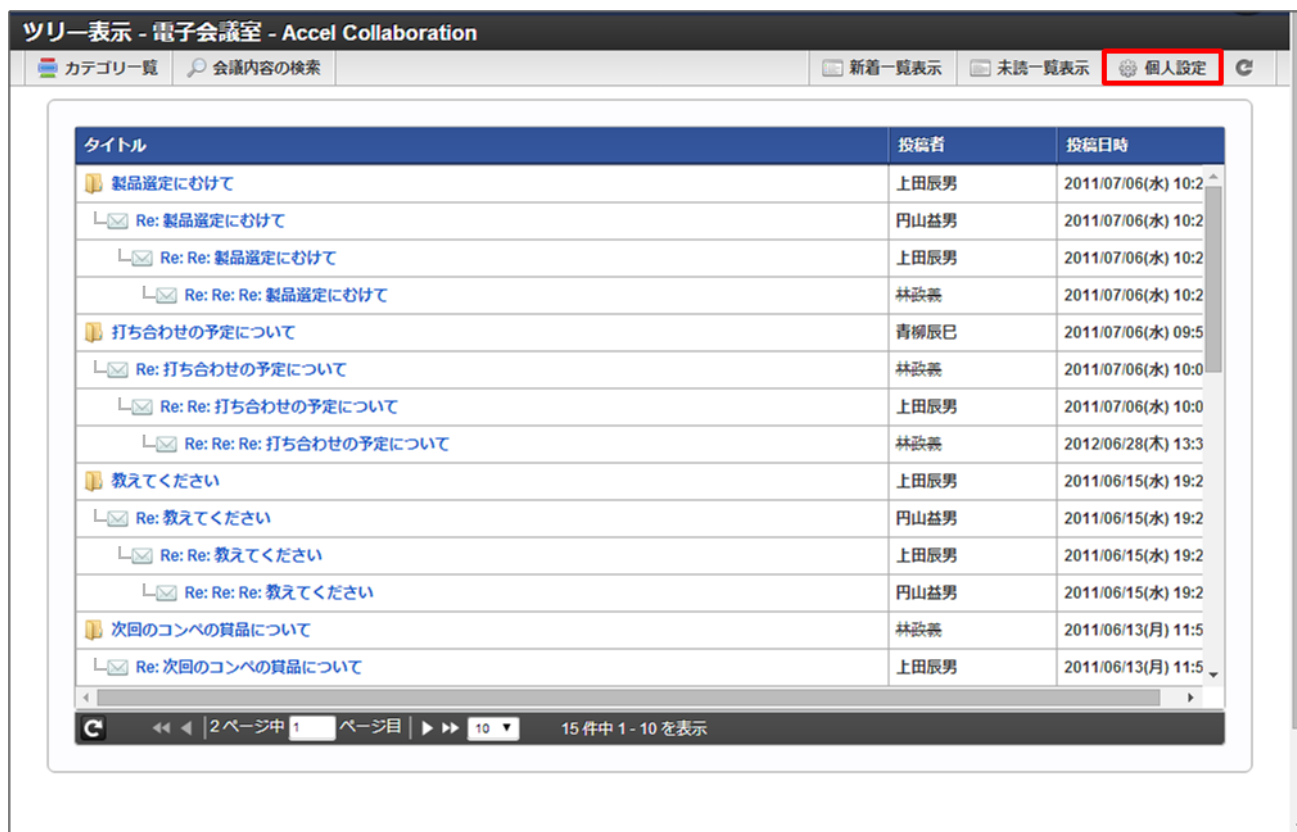 ツリー表示 - 電子会議室 - Accel Collaboration
カテゴリ一覧 会議内容の検索 新着一覧表示 未読一覧表示 個人設定
タイトル 投稿者 投稿日時
製品選定にむけて 上田辰男 2011/07/06(水) 10:2
Re: 製品選定にむけて 円山益男 2011/07/06(水) 10:2
Re: Re: 製品選定にむけて 上田辰男 2011/07/06(水) 10:2
Re: Re: Re: 製品選定にむけて 林政義 2011/07/06(水) 10:2
打ち合わせの予定について 青柳辰巳 2011/07/06(水) 09:5
Re: 打ち合わせの予定について 林政義 2011/07/06(水) 10:0
Re: Re: 打ち合わせの予定について 上田辰男 2011/07/06(水) 10:0
Re: Re: Re: 打ち合わせの予定について 林政義 2012/06/28(木) 13:3
教えてください 上田辰男 2011/06/15(水) 19:2
Re: 教えてください 円山益男 2011/06/15(水) 19:2
Re: Re: 教えてください 上田辰男 2011/06/15(水) 19:2
Re: Re: Re: 教えてください 円山益男 2011/06/15(水) 19:2
次回のコンペの賞品について 林政義 2011/06/13(月) 11:5
Re: 次回のコンペの賞品について 上田辰男 2011/06/13(月) 11:5
2 ページ中 1 ページ目 10 15 件中 1 - 10 を表示